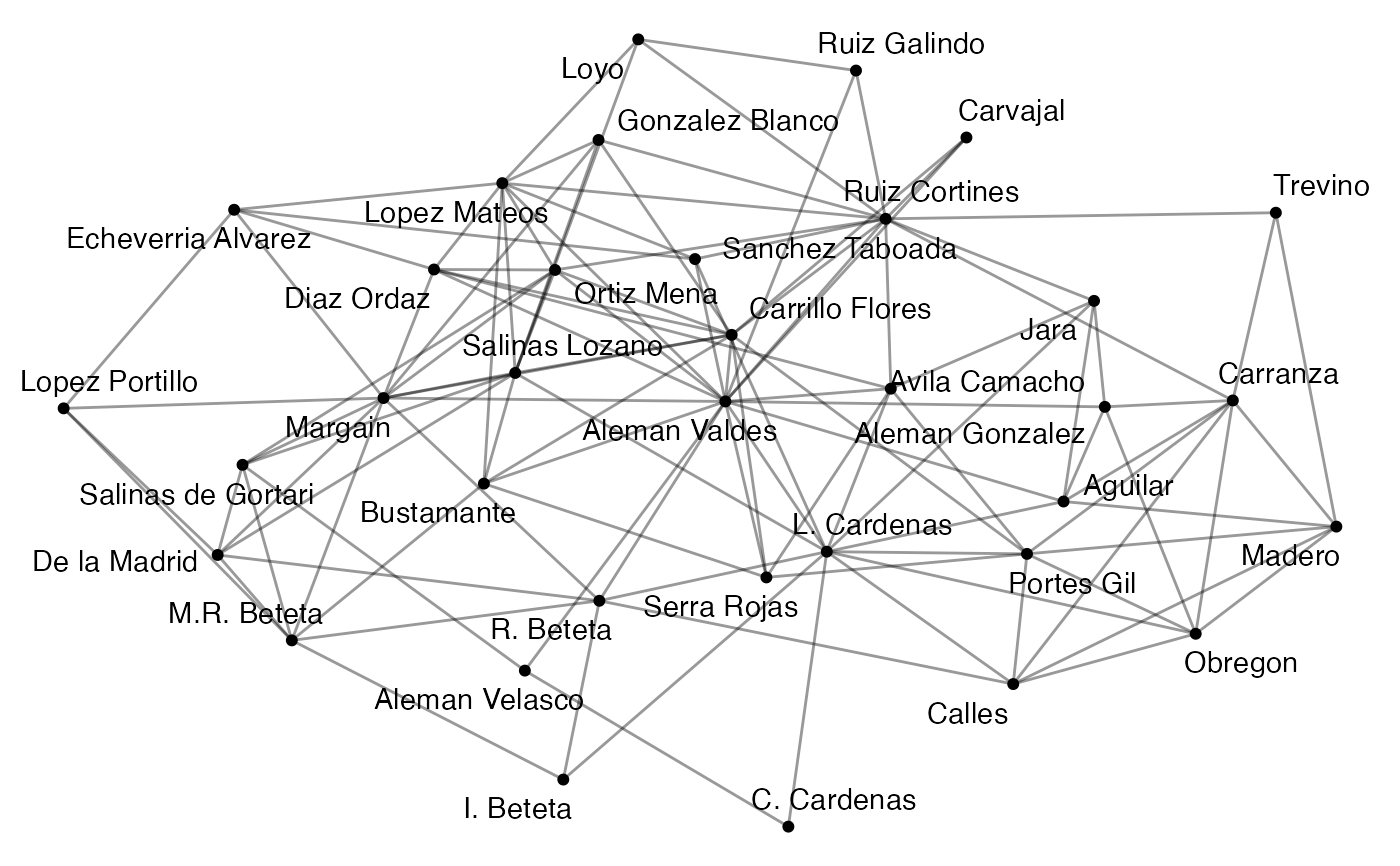 Ruiz Galindo
Loyo
Carvajal
Gonzalez Blanco
Trevino
Ruiz Cortines
Lopez Mateos
Echeverria Alvarez
Sanchez Taboada
Diaz Ordaz
Ortiz Mena
Carrillo Flores
Jara
Salinas Lozano
Carranza
Lopez Portillo
Avila Camacho
Margain
Aleman Valdes
Aleman Gonzalez
Aguilar
Salinas de Gortari
Bustamante
L. Cardenas
Madero
De la Madrid
Portes Gil
M.R. Beteta
Serra Rojas
R. Beteta
Obregon
Aleman Velasco
Calles
C. Cardenas
I. Beteta